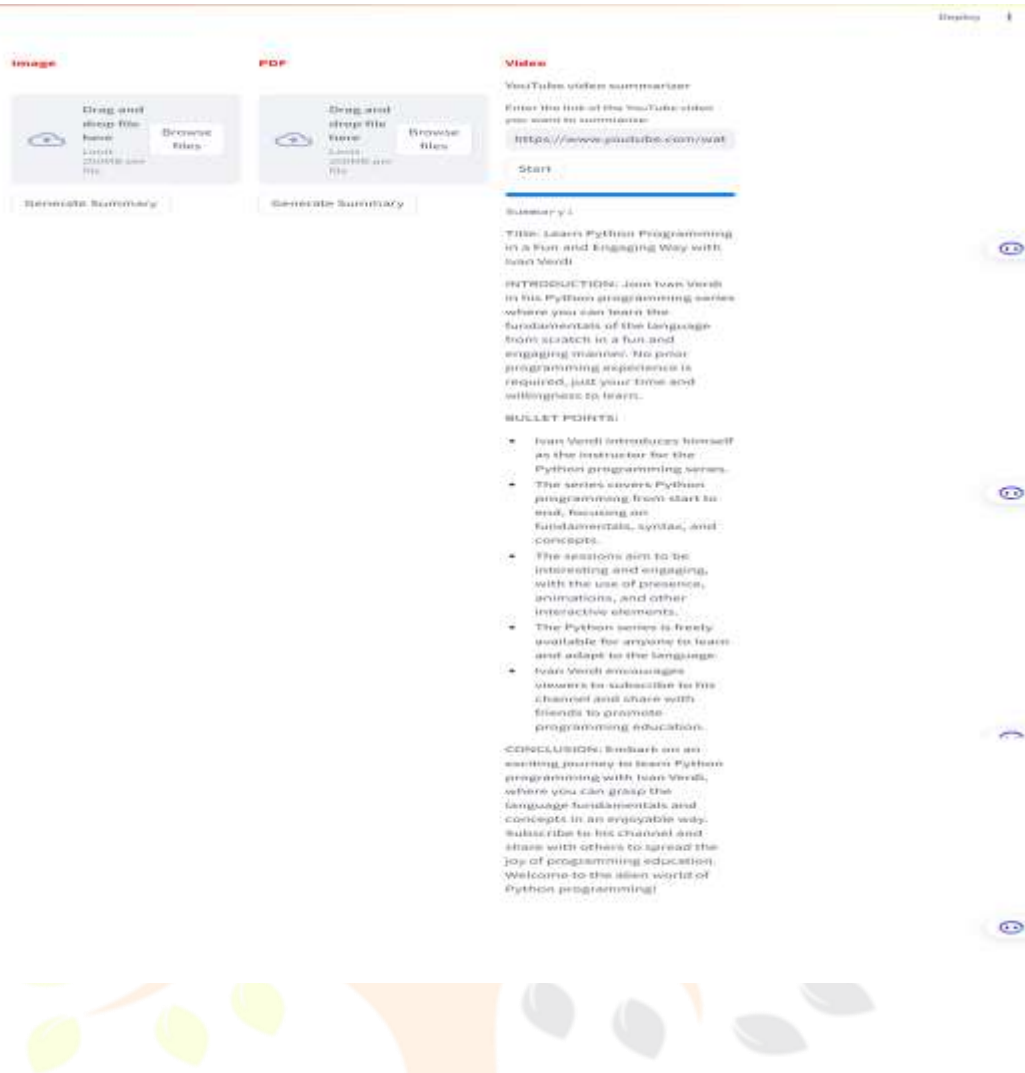 Deploy
Image
Drag and
drop file
here
Limit
200MB per
file
Browse
files
Generate Summary
PDF
Drag and
drop file
here
Limit
200MB per
file
Browse
files
Generate Summary
Video
YouTube video summarizer
Enter the link of the YouTube video
you want to summarize
https://www.youtube.com/wat
Start
Summary :
Title: Learn Python Programming
in a Fun and Engaging Way with
Ivan Verdi
INTRODUCTION: Join Ivan Verdi
in his Python programming series
where you can learn the
fundamentals of the language
from scratch in a fun and
engaging manner. No prior
programming experience is
required, just your time and
willingness to learn.
BULLET POINTS:
• Ivan Verdi introduces himself
as the instructor for the
Python programming series.
• The series covers Python
programming from start to
end, focusing on
fundamentals, syntax, and
concepts.
• The sessions aim to be
interesting and engaging,
with the use of presence,
animations, and other
interactive elements.
• The Python series is freely
available for anyone to learn
and adapt to the language.
• Ivan Verdi encourages
viewers to subscribe to his
channel and share with
friends to promote
programming education.
CONCLUSION: Embark on an
exciting journey to learn Python
programming with Ivan Verdi,
where you can grasp the
language fundamentals and
concepts in an enjoyable way.
Subscribe to his channel and
share with others to spread the
joy of programming education.
Welcome to the alien world of
Python programming!